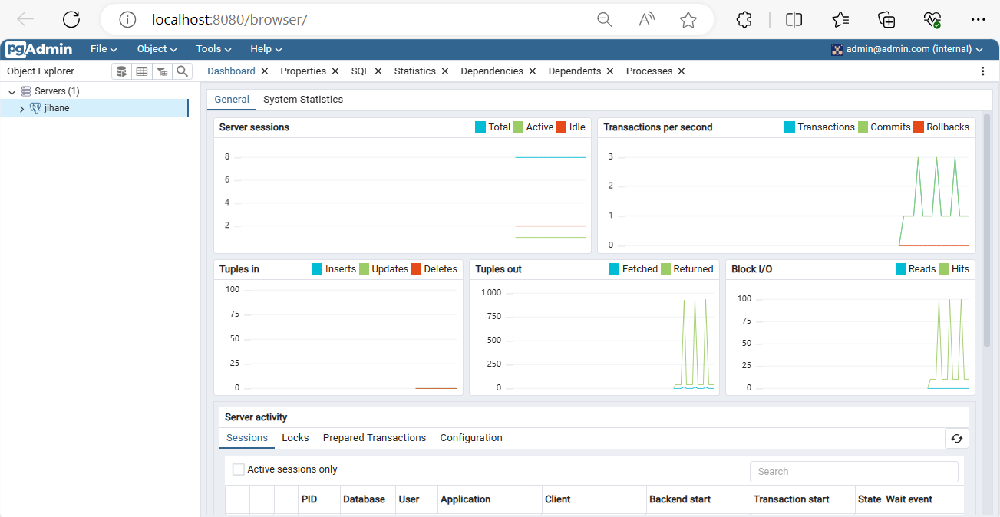 localhost:8080/browser/
pgAdmin File Object Tools Help admin@admin.com (internal)
Object Explorer
Dashboard Properties SQL Statistics Dependencies Dependents Processes
Servers (1)
jihane
General System Statistics
Server sessions Total Active Idle
8
6
4
2
Transactions per second Transactions Commits Rollbacks
3
2
1
0
Tuples in Inserts Updates Deletes
100
75
50
25
0
Tuples out Fetched Returned
1 000
750
500
250
0
Block I/O Reads Hits
100
75
50
25
0
Server activity
Sessions Locks Prepared Transactions Configuration
Active sessions only Search
PID Database User Application Client Backend start Transaction start State Wait event